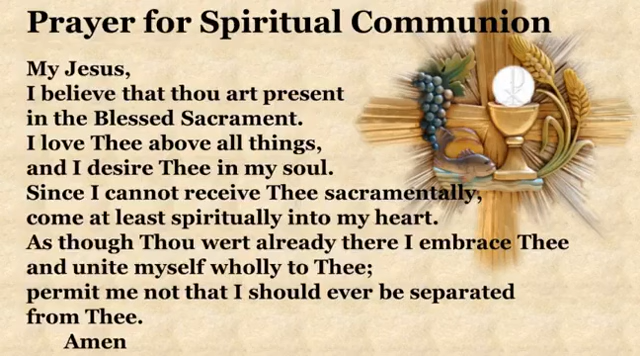 Prayer for Spiritual Communion
My Jesus,
I believe that thou art present
in the Blessed Sacrament.
I love Thee above all things,
and I desire Thee in my soul.
Since I cannot receive Thee sacramentally,
come at least spiritually into my heart.
As though Thou wert already there I embrace Thee
and unite myself wholly to Thee;
permit me not that I should ever be separated
from Thee.
Amen